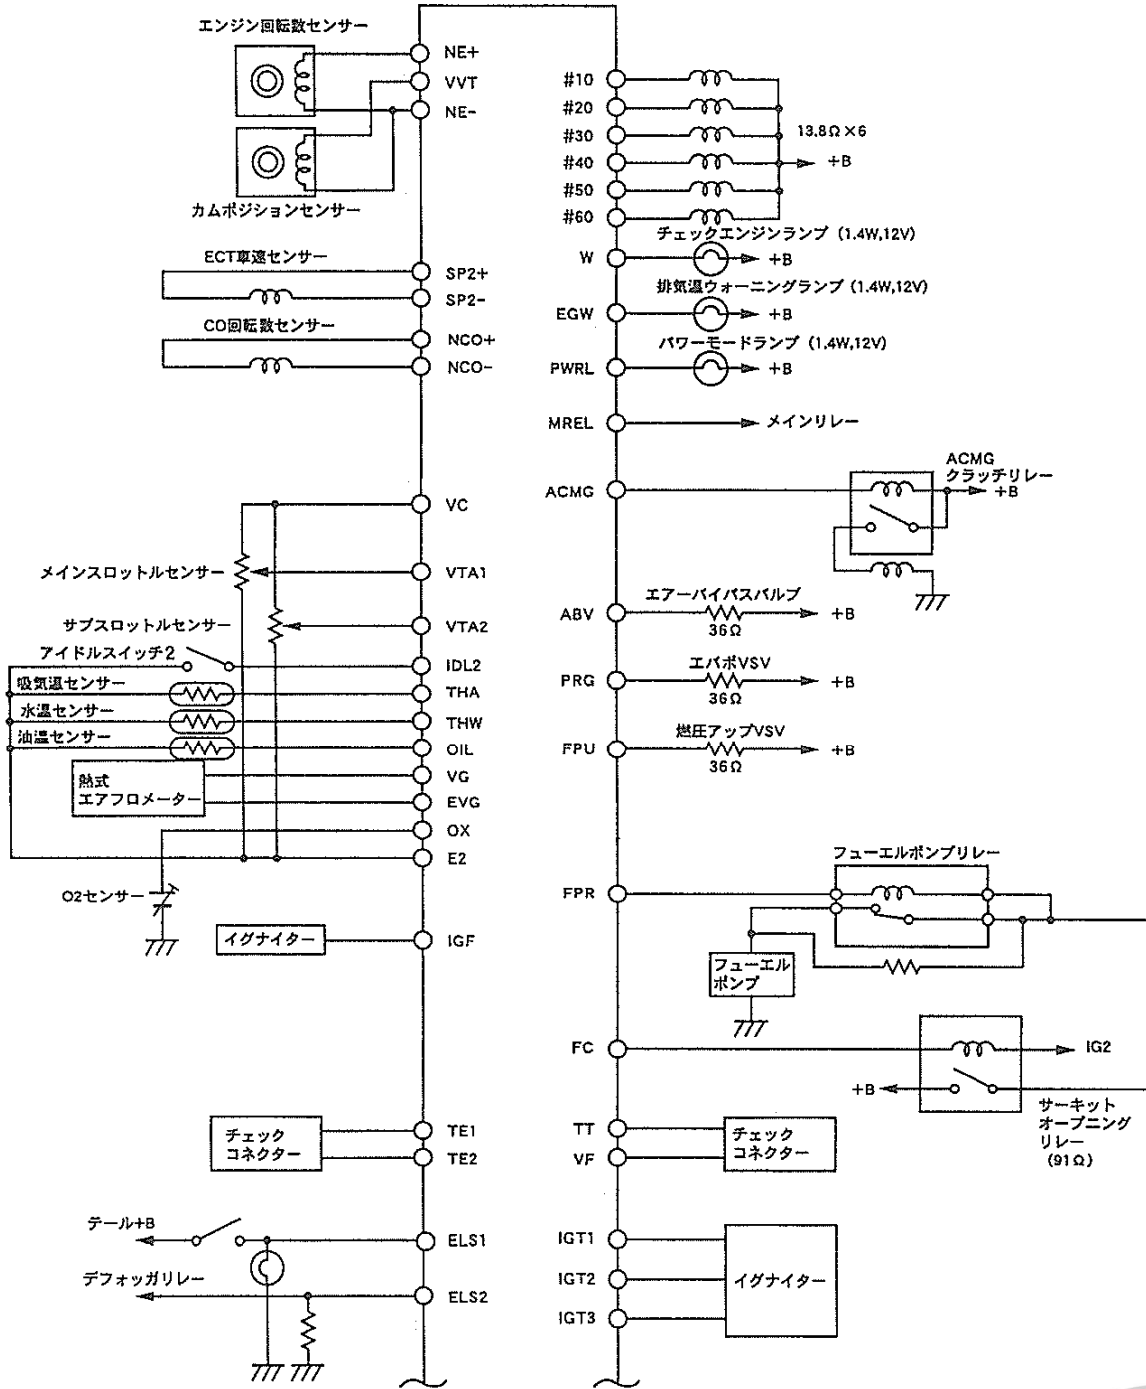 エンジン回転数センサー
NE+
VVT
NE-
カムポジションセンサー
ECT車速センサー
SP2+
SP2-
CO回転数センサー
NCO+
NCO-
VC
メインスロットルセンサー
VTA1
サブスロットルセンサー
VTA2
アイドルスイッチ2
IDL2
吸気温センサー
THA
水温センサー
THW
油温センサー
OIL
熱式
エアフロメーター
VG
EVG
OX
E2
O2センサー
イグナイター
IGF
チェック
コネクター
TE1
TE2
テール+B
ELS1
デフォッガリレー
ELS2
#10
#20
#30
#40
#50
#60
13.8Ω×6
+B
チェックエンジンランプ (1.4W,12V)
W
+B
排気温ウォーニングランプ (1.4W,12V)
EGW
+B
パワーモードランプ (1.4W,12V)
PWRL
+B
MREL
メインリレー
ACMG
ACMG
クラッチリレー
+B
ABV
エアーバイパスバルブ
36Ω
+B
PRG
エバポVSV
36Ω
+B
FPU
燃圧アップVSV
36Ω
+B
フューエルポンプリレー
FPR
フューエル
ポンプ
FC
IG2
+B
サーキット
オープニング
リレー
(91Ω)
TT
VF
チェック
コネクター
IGT1
IGT2
IGT3
イグナイター